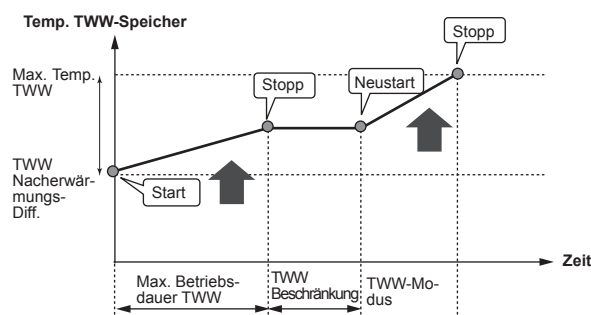 Temp. TWW-Speicher
Stopp
Max. Temp.
TWW
Stopp
Neustart
TWW
Nacherwär-
mungs-
Diff.
Start
Zeit
Max. Betriebs-
dauer TWW
TWW
Beschränkung
TWW-Mo-
dus